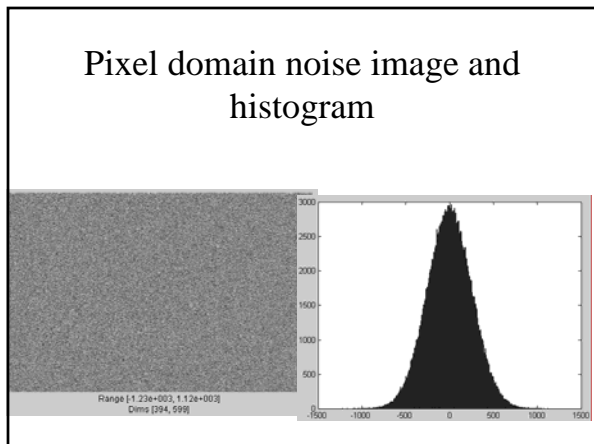 Pixel domain noise image and
histogram
3000
2500
2000
1500
1000
500
0
-1500 -1000 -500 0 500 1000 1500
Range [-1.23e+003, 1.12e+003]
Dims [394, 599]